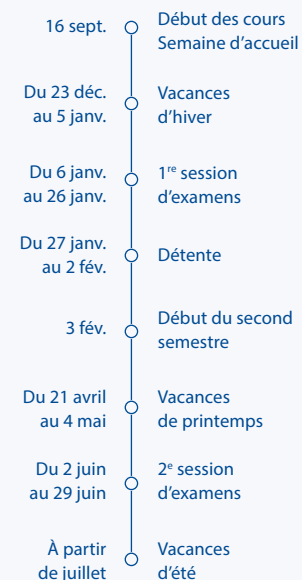 16 sept.
Début des cours
Semaine d'accueil
Du 23 déc.
au 5 janv.
Vacances
d'hiver
Du 6 janv.
au 26 janv.
1re session
d'examens
Du 27 janv.
au 2 fév.
Détente
3 fév.
Début du second
semestre
Du 21 avril
au 4 mai
Vacances
de printemps
Du 2 juin
au 29 juin
2e session
d'examens
À partir
de juillet
Vacances
d'été